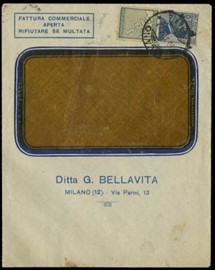 FATTURA COMMERCIALE
APERTA
RIFIUTARE SE MULTATA
Ditta G. BELLAVITA
MILANO (12) - Via Parini, 13